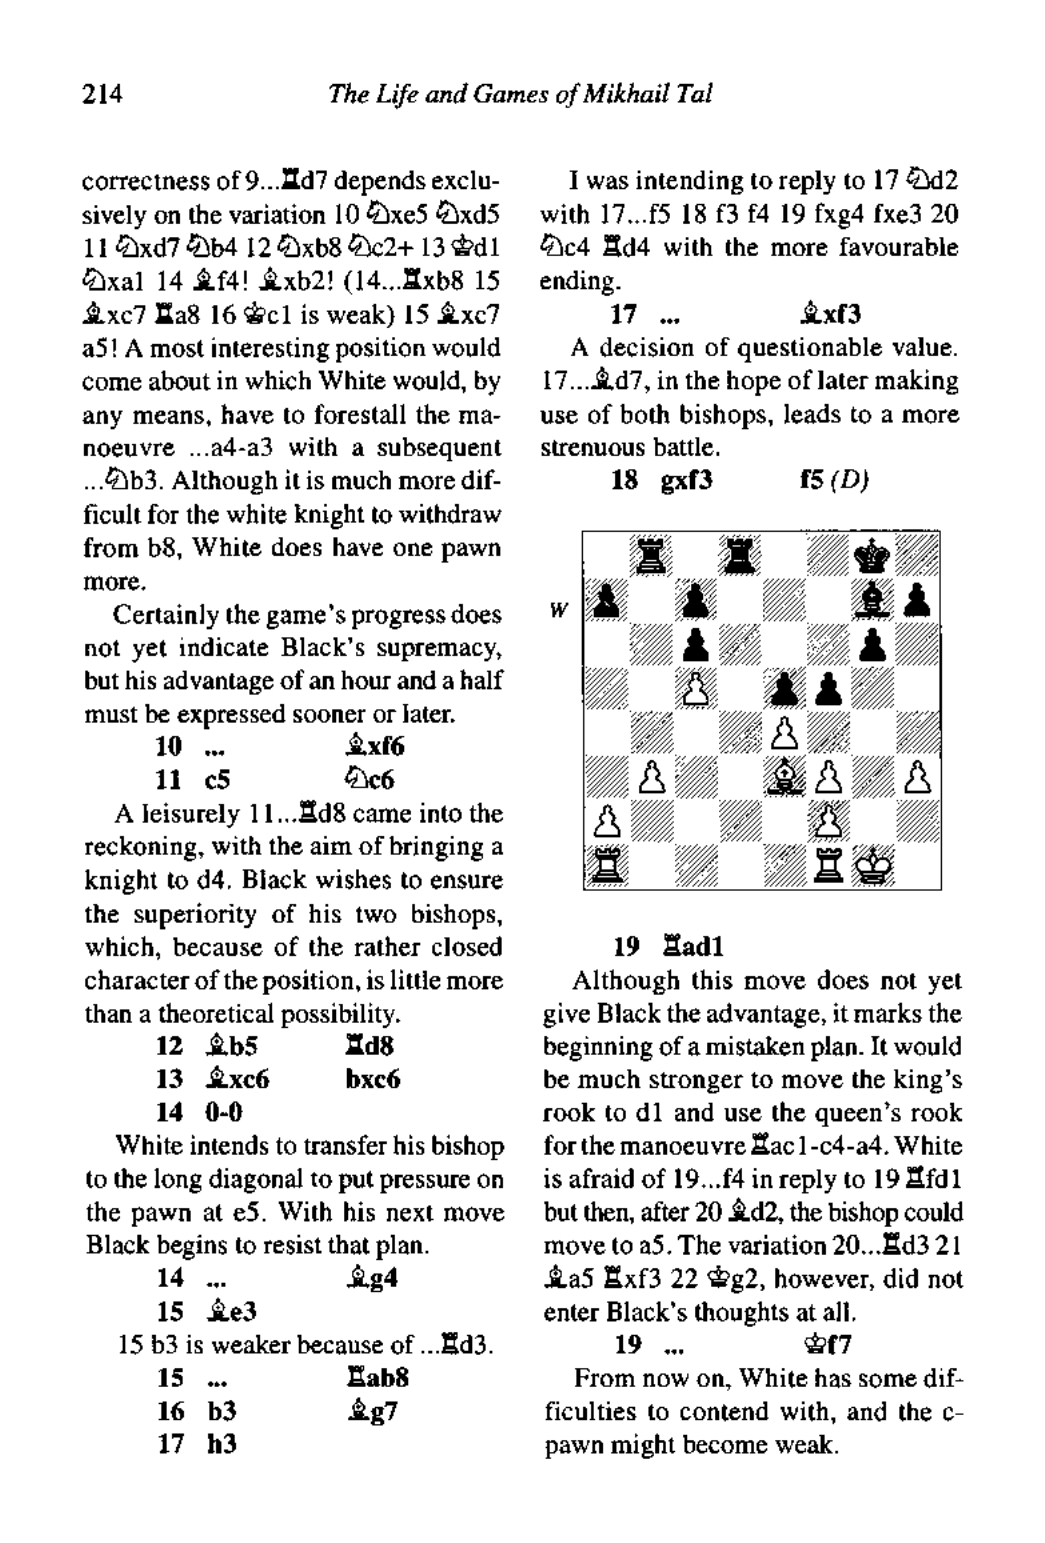 214
The Life and Games of Mikhail Tal
correctness of 9...♖d7 depends exclu-
sively on the variation 10 ♘xe5 ♘xd5
11 ♘xd7 ♘b4 12 ♘xb8 ♘c2+ 13 ♔d1
♘xa1 14 ♗f4! ♗xb2! (14...♖xb8 15
♗xc7 ♖a8 16 ♔c1 is weak) 15 ♗xc7
a5! A most interesting position would
come about in which White would, by
any means, have to forestall the ma-
noeuvre ...a4-a3 with a subsequent
...♘b3. Although it is much more dif-
ficult for the white knight to withdraw
from b8, White does have one pawn
more.
Certainly the game's progress does
not yet indicate Black's supremacy,
but his advantage of an hour and a half
must be expressed sooner or later.
10 ... ♗xf6
11 c5 ♘c6
A leisurely 11...♖d8 came into the
reckoning, with the aim of bringing a
knight to d4. Black wishes to ensure
the superiority of his two bishops,
which, because of the rather closed
character of the position, is little more
than a theoretical possibility.
12 ♗b5 ♖d8
13 ♗xc6 bxc6
14 0-0
White intends to transfer his bishop
to the long diagonal to put pressure on
the pawn at e5. With his next move
Black begins to resist that plan.
14 ... ♗g4
15 ♗e3
15 b3 is weaker because of ...♖d3.
15 ... ♖ab8
16 b3 ♗g7
17 h3
I was intending to reply to 17 ♘d2
with 17...f5 18 f3 f4 19 fxg4 fxe3 20
♘c4 ♖d4 with the more favourable
ending.
17 ... ♗xf3
A decision of questionable value.
17...♗d7, in the hope of later making
use of both bishops, leads to a more
strenuous battle.
18 gxf3 f5 (D)
W
19 ♖ad1
Although this move does not yet
give Black the advantage, it marks the
beginning of a mistaken plan. It would
be much stronger to move the king's
rook to d1 and use the queen's rook
for the manoeuvre ♖ac1-c4-a4. White
is afraid of 19...f4 in reply to 19 ♖fd1
but then, after 20 ♗d2, the bishop could
move to a5. The variation 20...♖d3 21
♗a5 ♖xf3 22 ♔g2, however, did not
enter Black's thoughts at all.
19 ... ♔f7
From now on, White has some dif-
ficulties to contend with, and the c-
pawn might become weak.